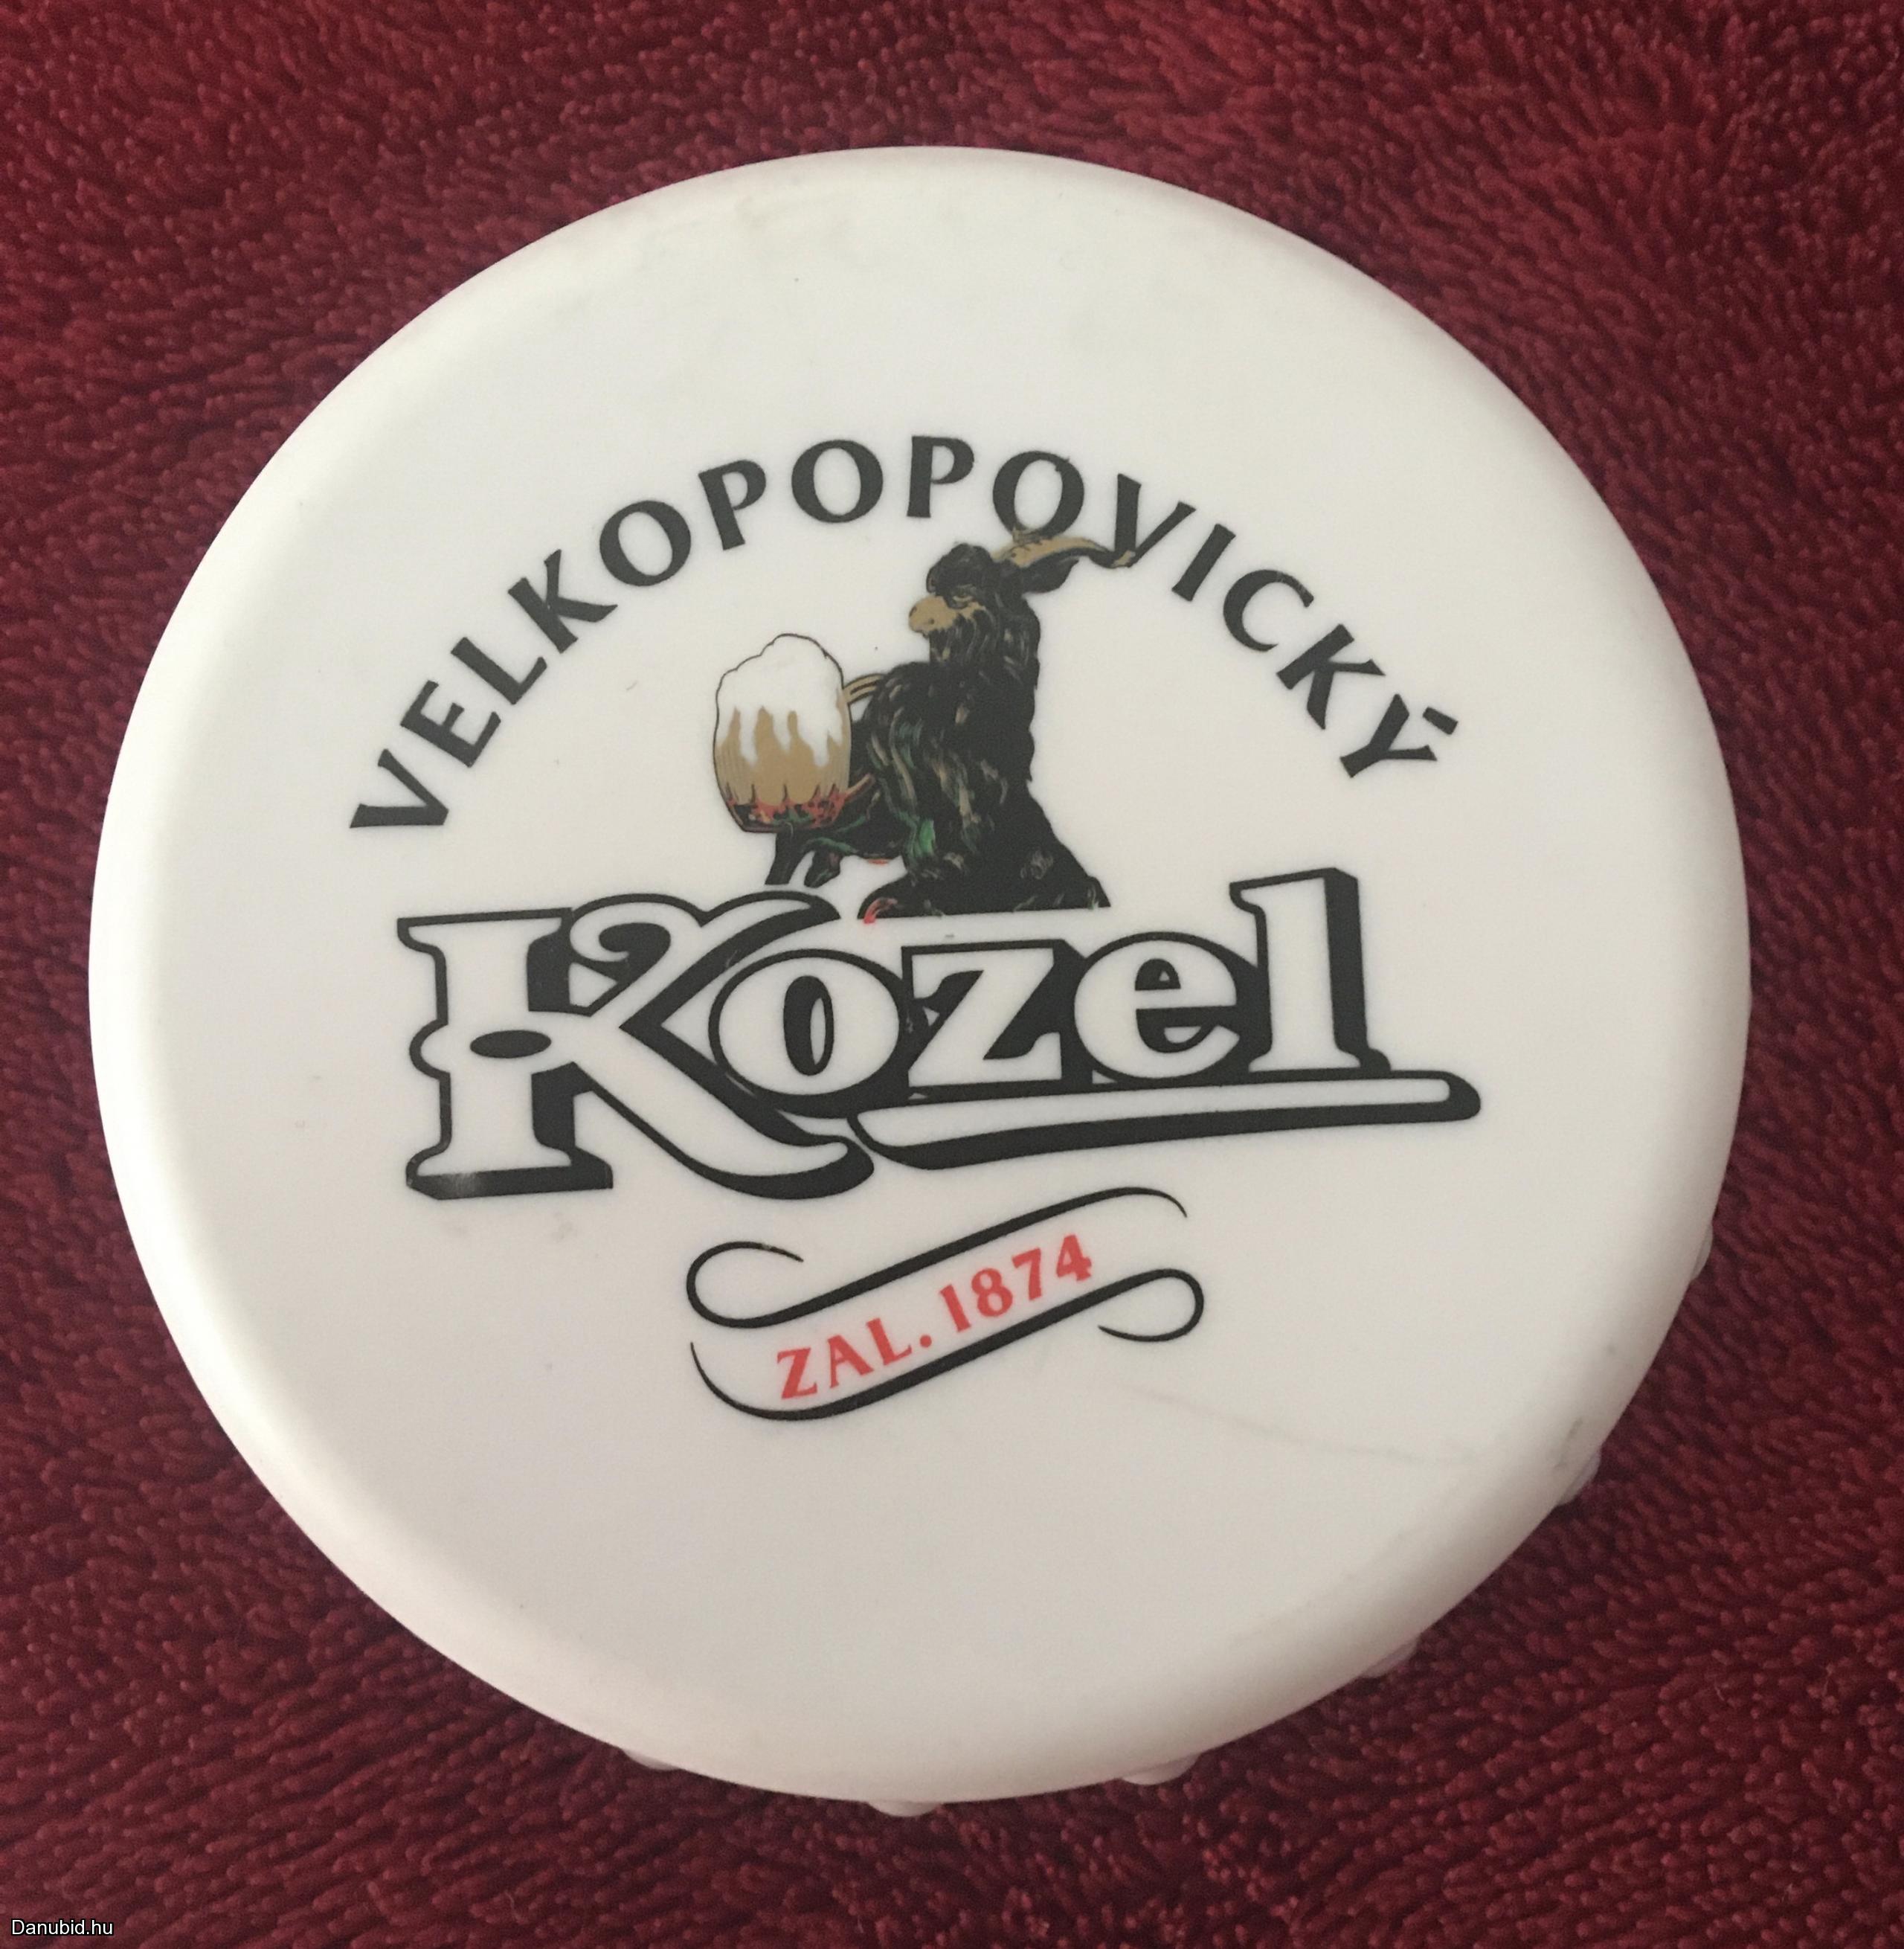 VELKOPOPOVICKÝ
Kozel
ZAL. 1874
Danubid.hu